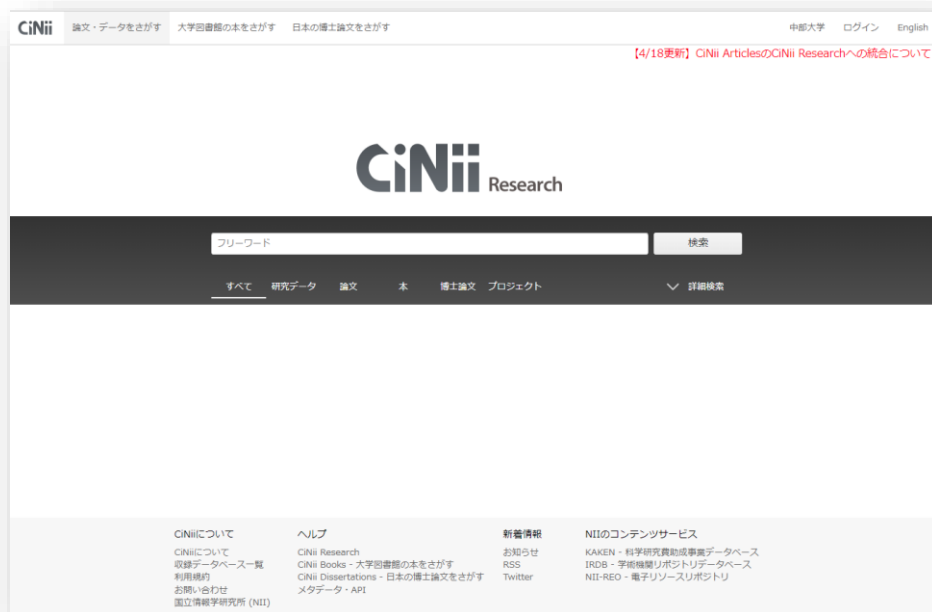 CiNii 論文・データをさがす 大学図書館の本をさがす 日本の博士論文をさがす 中部大学 ログイン English
【4/18更新】CiNii ArticlesのCiNii Researchへの統合について
CiNii Research
フリーワード 検索
すべて 研究データ 論文 本 博士論文 プロジェクト 詳細検索
CiNiiについて ヘルプ 新着情報 NIIのコンテンツサービス
CiNiiについて CiNii Research お知らせ KAKEN - 科学研究費助成事業データベース
収録データベース一覧 CiNii Books - 大学図書館の本をさがす RSS IRDB - 学術機関リポジトリデータベース
利用規約 CiNii Dissertations - 日本の博士論文をさがす Twitter NII-REO - 電子リソースリポジトリ
お問い合わせ メタデータ・API
国立情報学研究所 (NII)